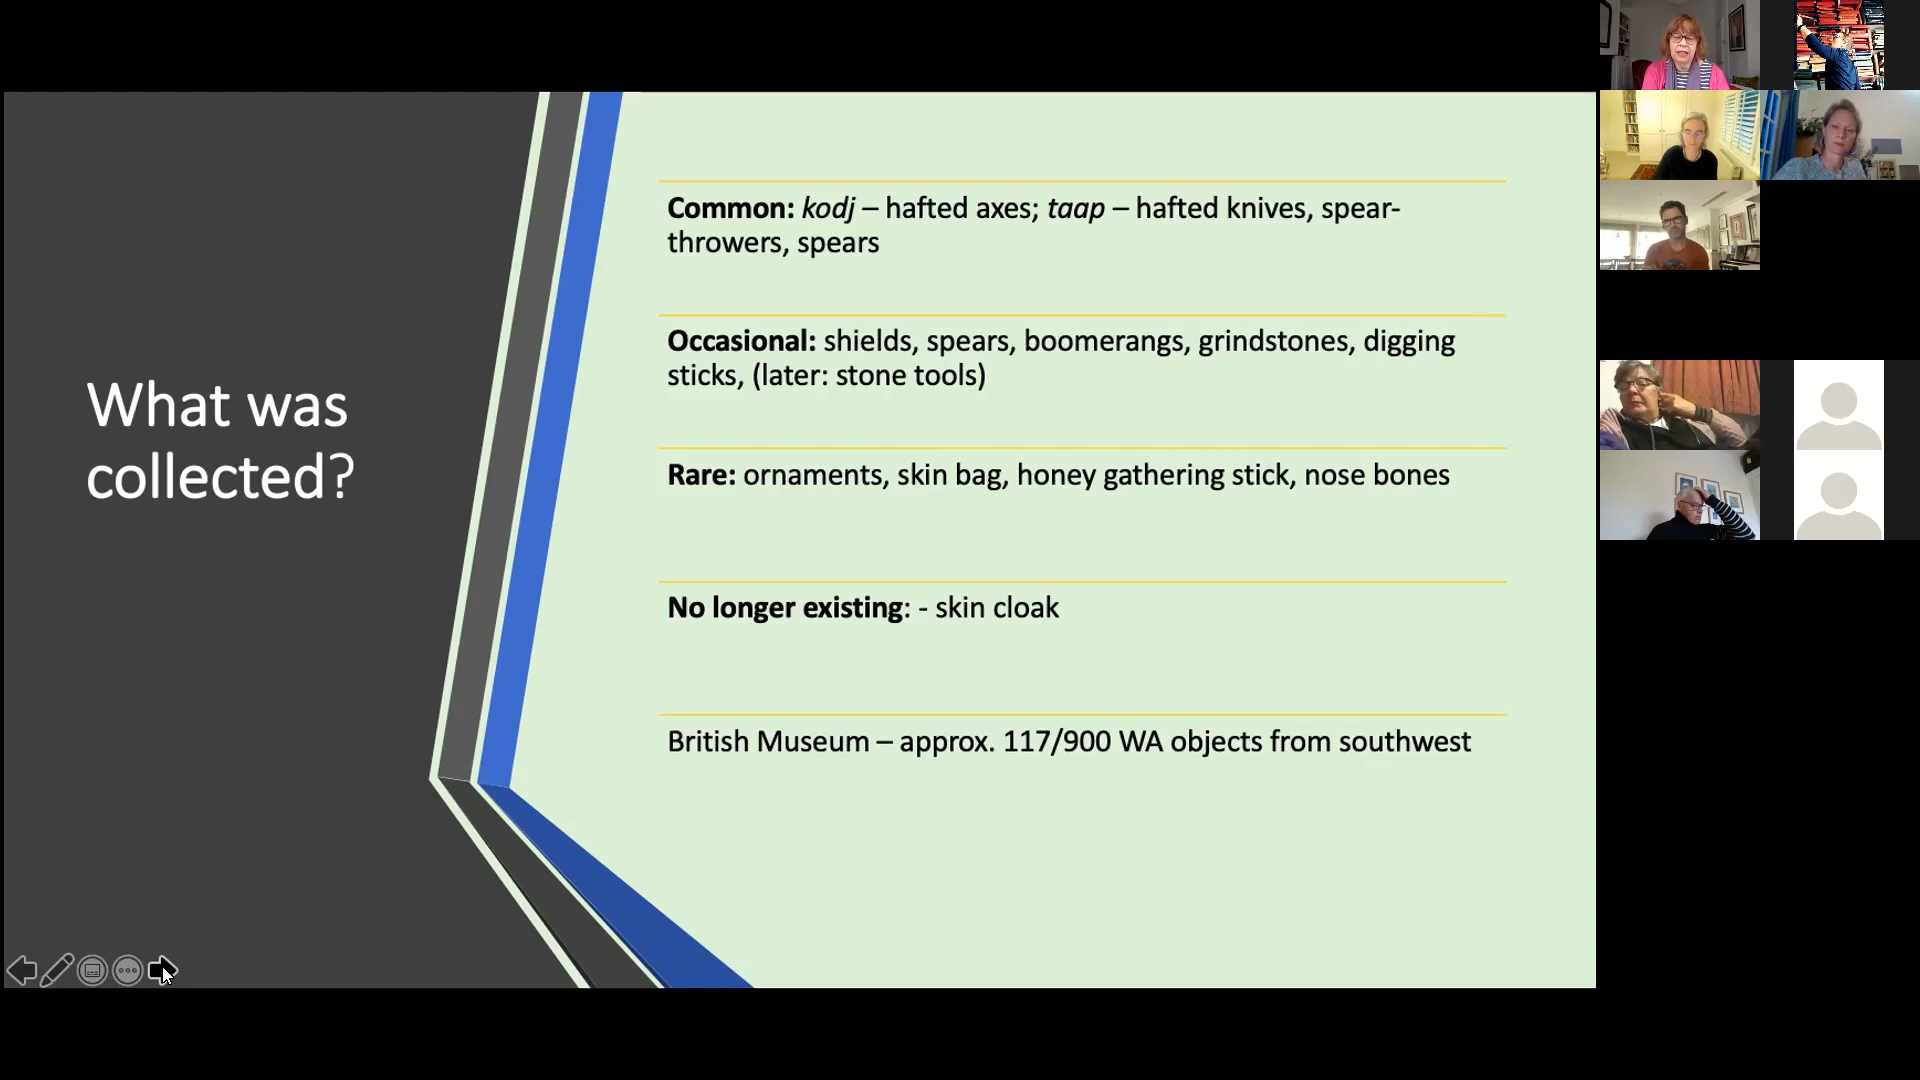 What was
collected?
Common: kodj – hafted axes; taap – hafted knives, spear-
throwers, spears
Occasional: shields, spears, boomerangs, grindstones, digging
sticks, (later: stone tools)
Rare: ornaments, skin bag, honey gathering stick, nose bones
No longer existing: - skin cloak
British Museum – approx. 117/900 WA objects from southwest